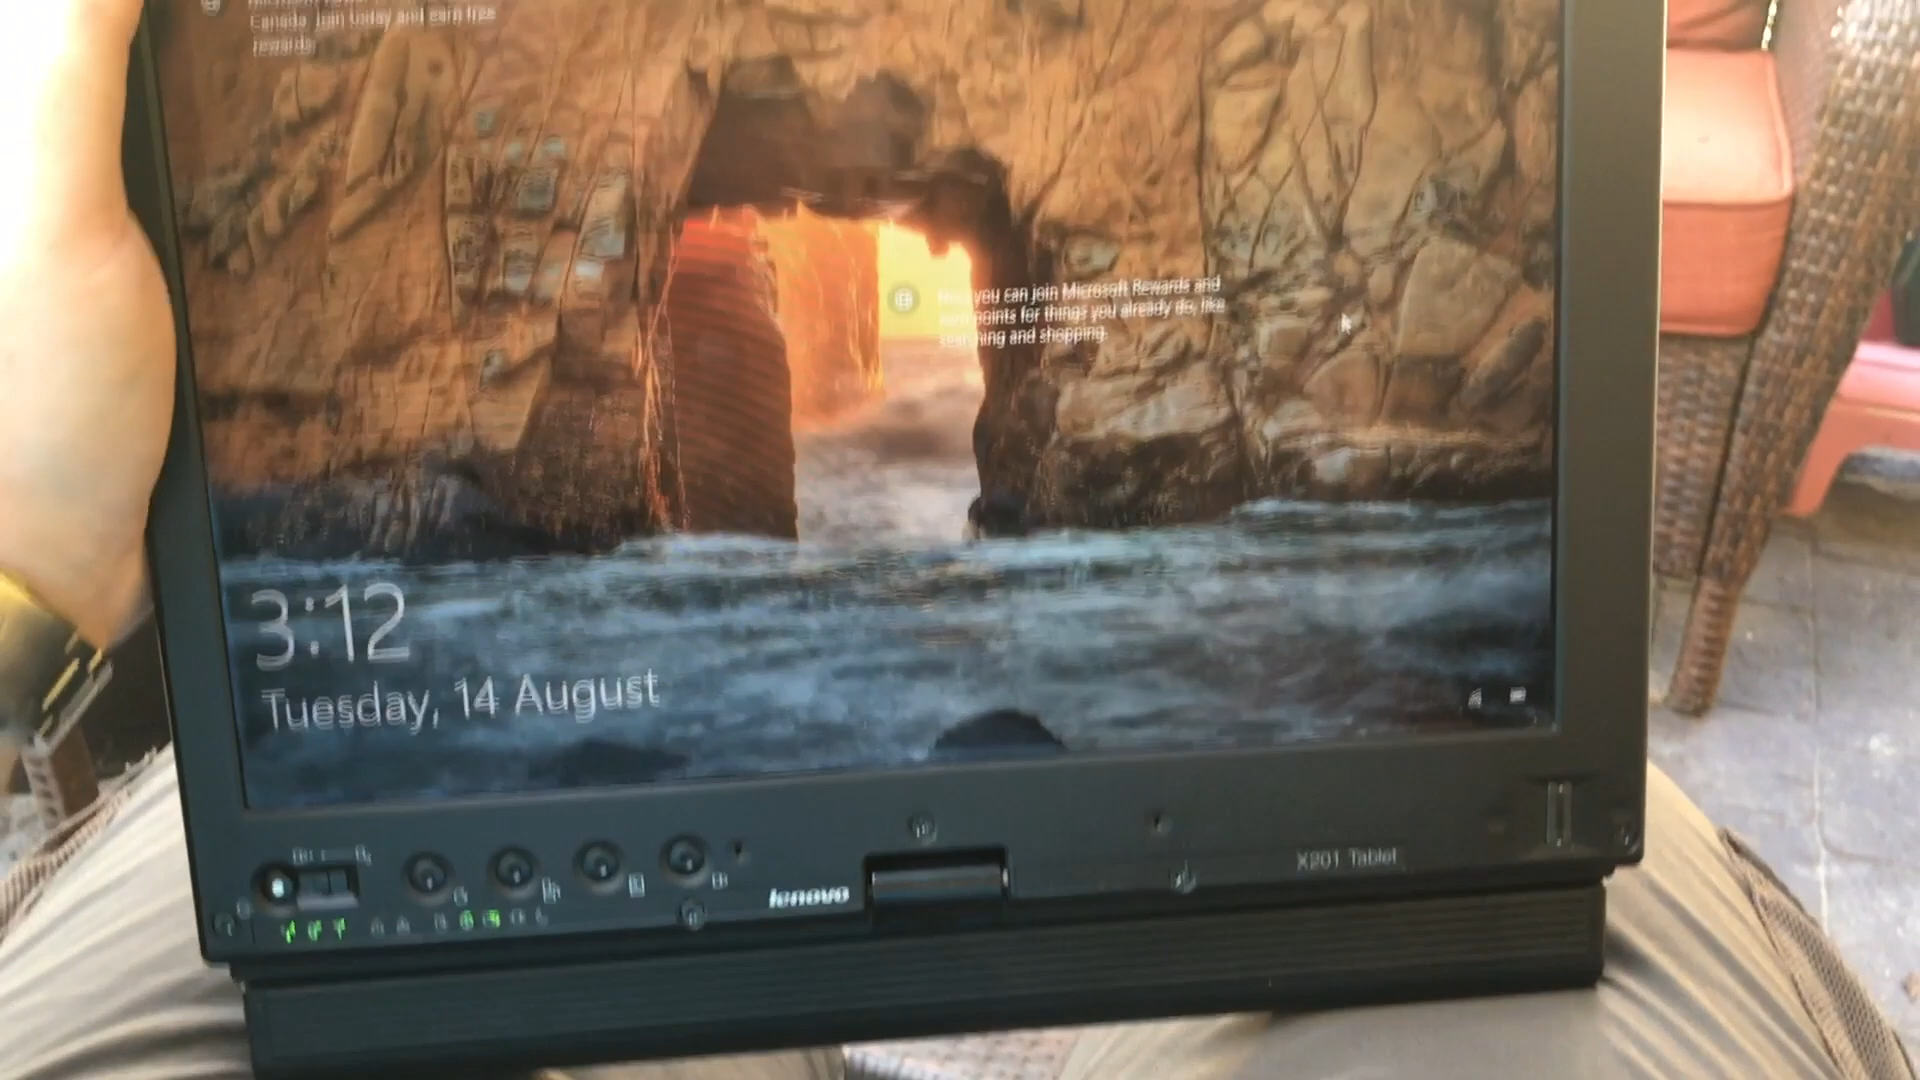 Canada. Join today and earn free
rewards.
you can join Microsoft Rewards and
points for things you already do, like
searching and shopping.
3:12
Tuesday, 14 August
lenovo
X201 Tablet